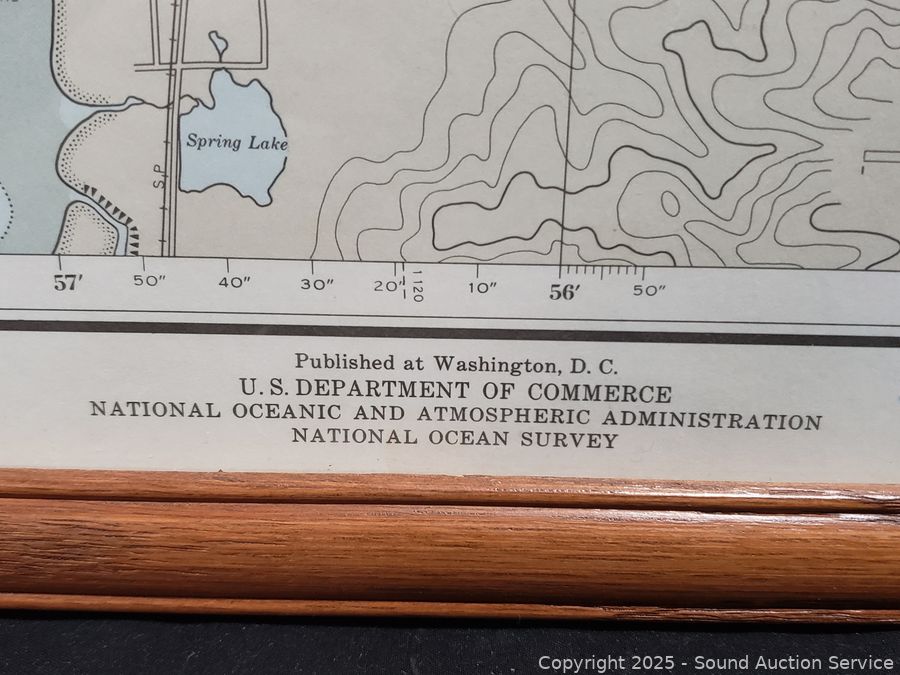 Spring Lake
S.P.
57' 50" 40" 30" 20" 1120 10" 56' 50"
Published at Washington, D. C.
U. S. DEPARTMENT OF COMMERCE
NATIONAL OCEANIC AND ATMOSPHERIC ADMINISTRATION
NATIONAL OCEAN SURVEY
Copyright 2025 - Sound Auction Service